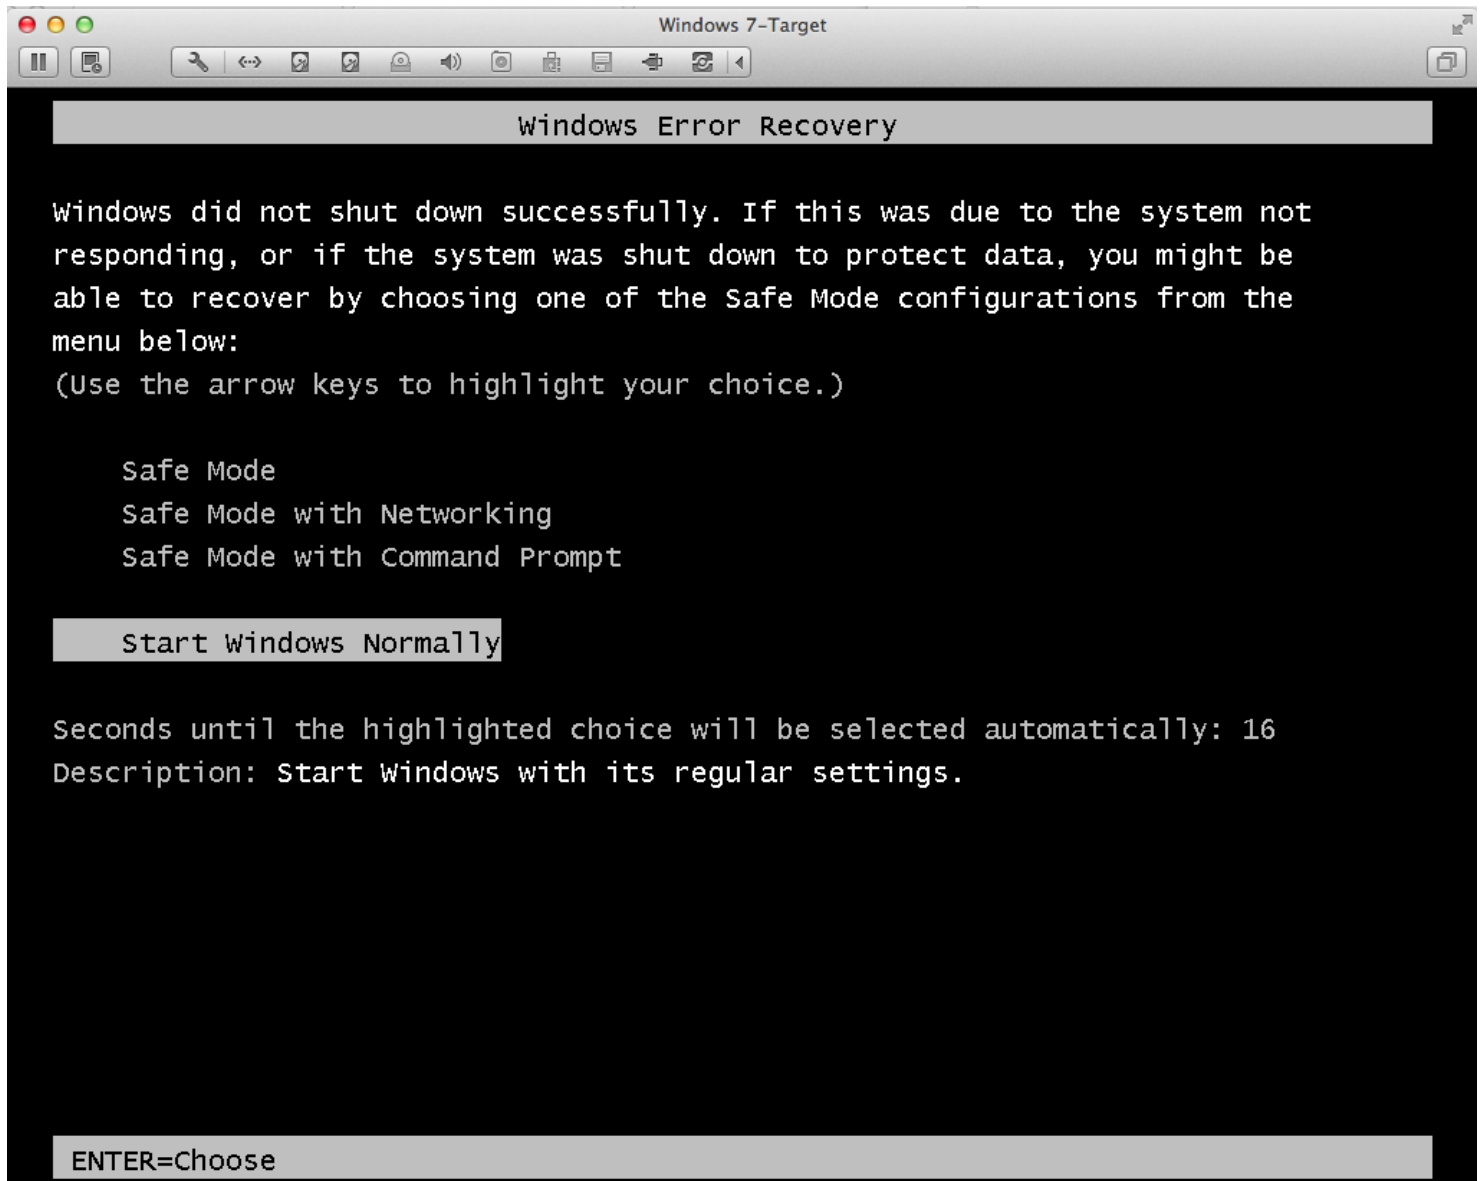 Windows 7-Target
Windows Error Recovery
Windows did not shut down successfully. If this was due to the system not
responding, or if the system was shut down to protect data, you might be
able to recover by choosing one of the Safe Mode configurations from the
menu below:
(Use the arrow keys to highlight your choice.)
Safe Mode
Safe Mode with Networking
Safe Mode with Command Prompt
Start Windows Normally
Seconds until the highlighted choice will be selected automatically: 16
Description: Start Windows with its regular settings.
ENTER=Choose